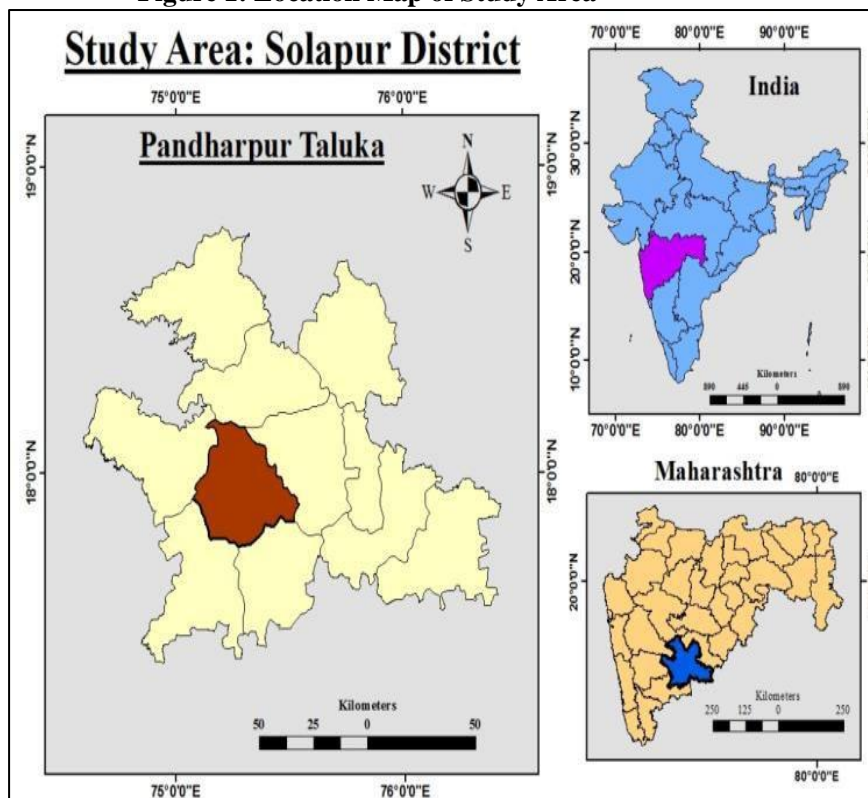 Figure 1: Location Map of Study Area
Study Area: Solapur District
75°0'0"E 76°0'0"E
Pandharpur Taluka
N
W E
S
19°0'0"N 19°0'0"N
18°0'0"N 18°0'0"N
Kilometers
50 25 0 50
75°0'0"E 76°0'0"E
70°0'0"E 80°0'0"E 90°0'0"E
India
30°0'0"N
20°0'0"N
10°0'0"N
Kilometers
890 445 0 890
70°0'0"E 80°0'0"E 90°0'0"E
Maharashtra
80°0'0"E
20°0'0"N
Kilometers
250 125 0 250
80°0'0"E